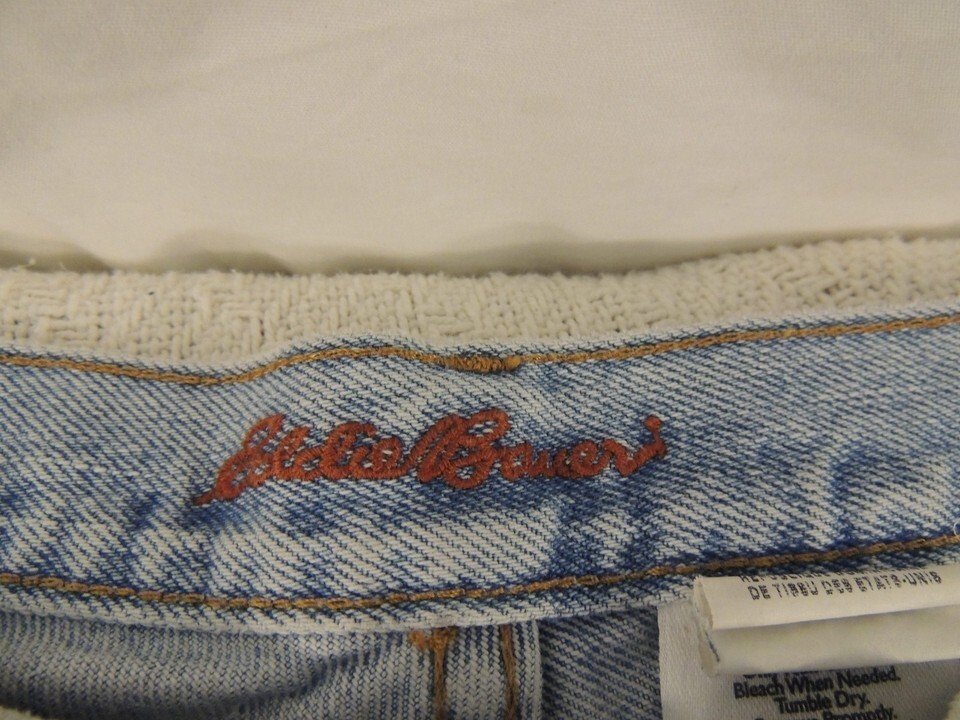 Eddie Bauer
DE TISSU DES ETATS-UNIS
Bleach When Needed.
Tumble Dry.